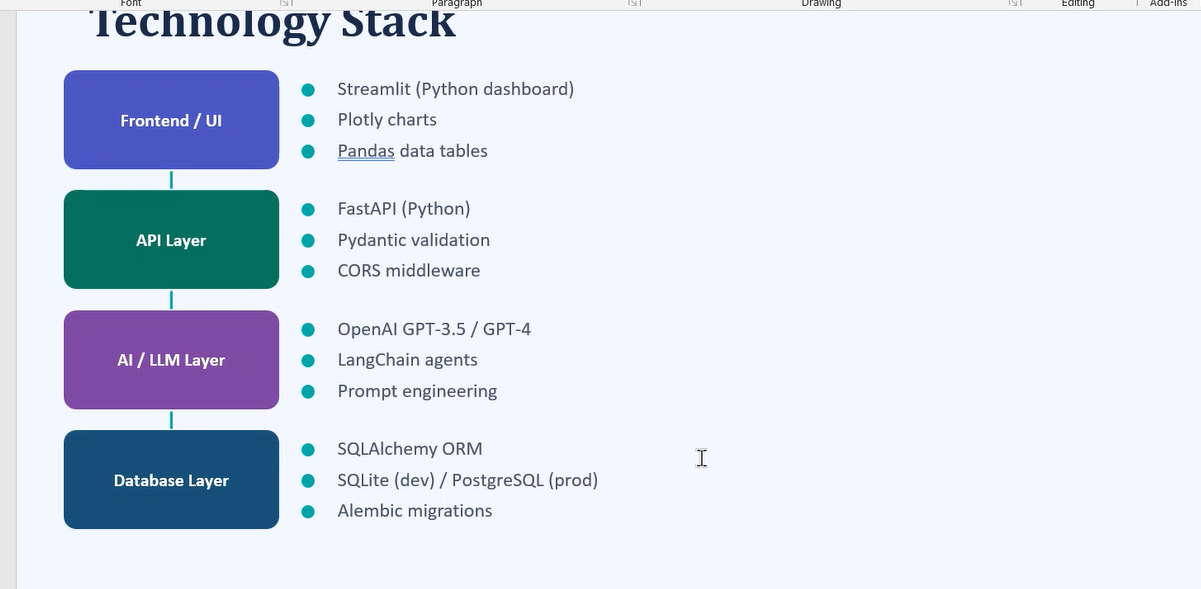 Font
Paragraph
Drawing
Editing
Add-ins
Technology Stack
Frontend / UI
Streamlit (Python dashboard)
Plotly charts
Pandas data tables
API Layer
FastAPI (Python)
Pydantic validation
CORS middleware
AI / LLM Layer
OpenAI GPT-3.5 / GPT-4
LangChain agents
Prompt engineering
Database Layer
SQLAlchemy ORM
SQLite (dev) / PostgreSQL (prod)
Alembic migrations